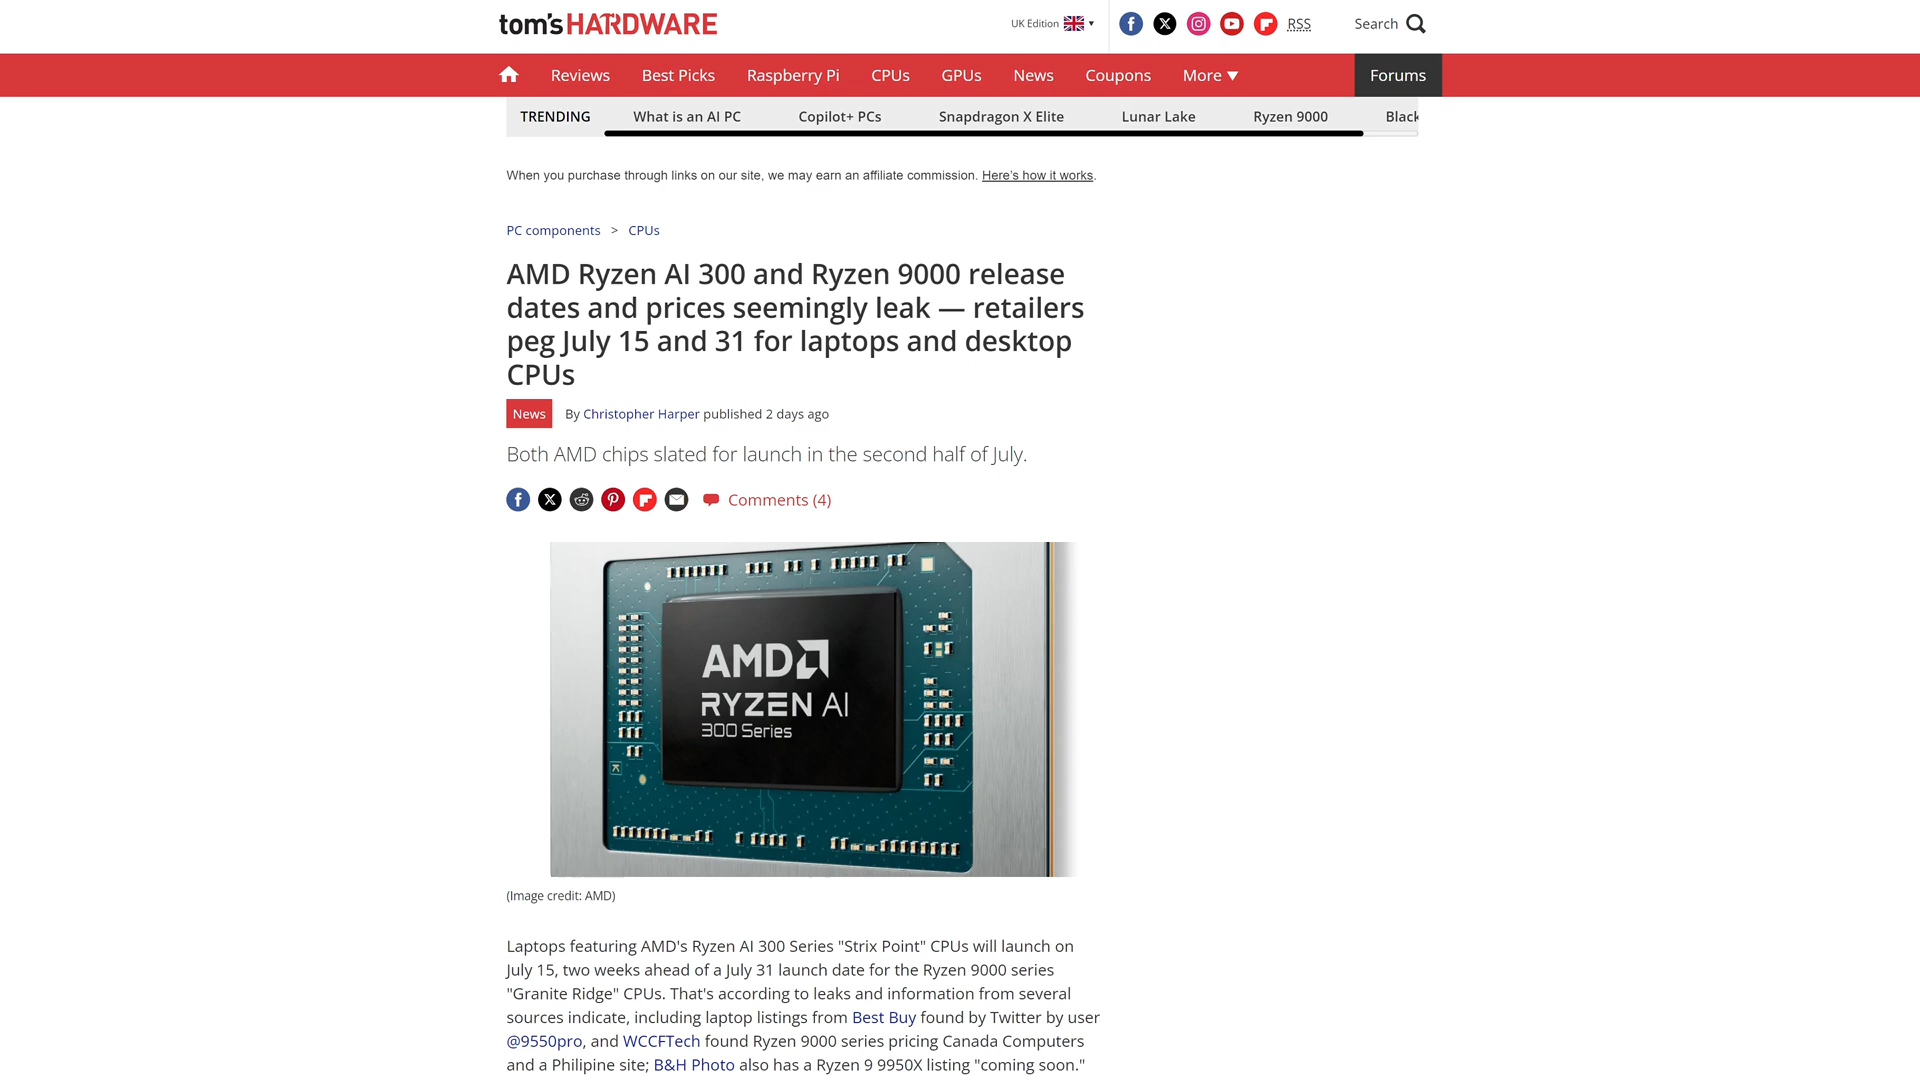 tom's HARDWARE
UK Edition
RSS
Search
Reviews
Best Picks
Raspberry Pi
CPUs
GPUs
News
Coupons
More ▼
Forums
TRENDING
What is an AI PC
Copilot+ PCs
Snapdragon X Elite
Lunar Lake
Ryzen 9000
Black
When you purchase through links on our site, we may earn an affiliate commission. Here's how it works.
PC components > CPUs
AMD Ryzen AI 300 and Ryzen 9000 release
dates and prices seemingly leak — retailers
peg July 15 and 31 for laptops and desktop
CPUs
News
By Christopher Harper published 2 days ago
Both AMD chips slated for launch in the second half of July.
Comments (4)
AMD
RYZEN AI
300 Series
(Image credit: AMD)
Laptops featuring AMD's Ryzen AI 300 Series "Strix Point" CPUs will launch on
July 15, two weeks ahead of a July 31 launch date for the Ryzen 9000 series
"Granite Ridge" CPUs. That's according to leaks and information from several
sources indicate, including laptop listings from Best Buy found by Twitter by user
@9550pro, and WCCFTech found Ryzen 9000 series pricing Canada Computers
and a Philipine site; B&H Photo also has a Ryzen 9 9950X listing "coming soon."